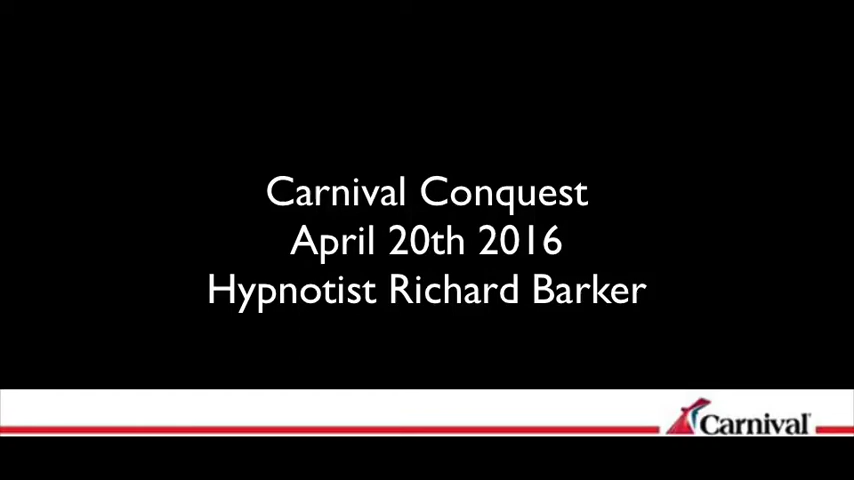 Carnival Conquest
April 20th 2016
Hypnotist Richard Barker
Carnival